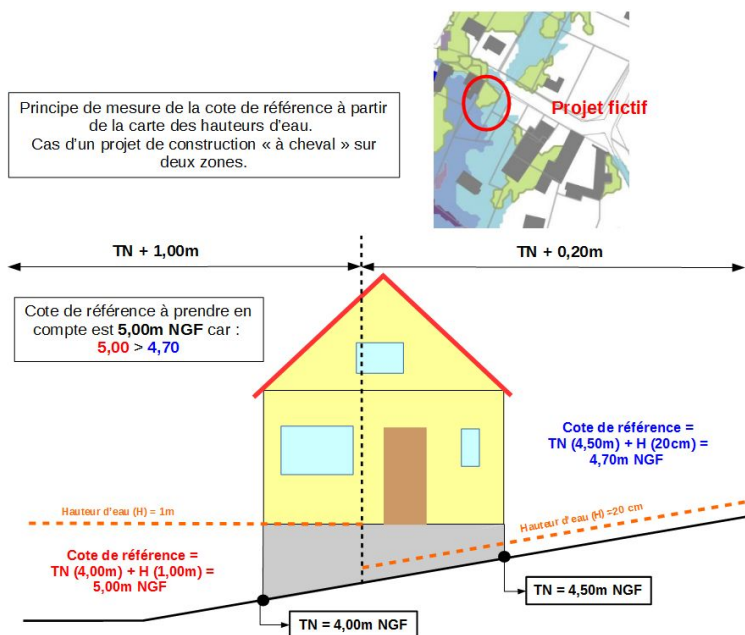 Projet fictif
Principe de mesure de la cote de référence à partir
de la carte des hauteurs d'eau.
Cas d'un projet de construction « à cheval » sur
deux zones.
TN + 1,00m
TN + 0,20m
Cote de référence à prendre en
compte est 5,00m NGF car :
5,00 > 4,70
Cote de référence =
TN (4,50m) + H (20cm) =
4,70m NGF
Hauteur d'eau (H) = 1m
Hauteur d'eau (H) =20 cm
Cote de référence =
TN (4,00m) + H (1,00m) =
5,00m NGF
TN = 4,50m NGF
TN = 4,00m NGF